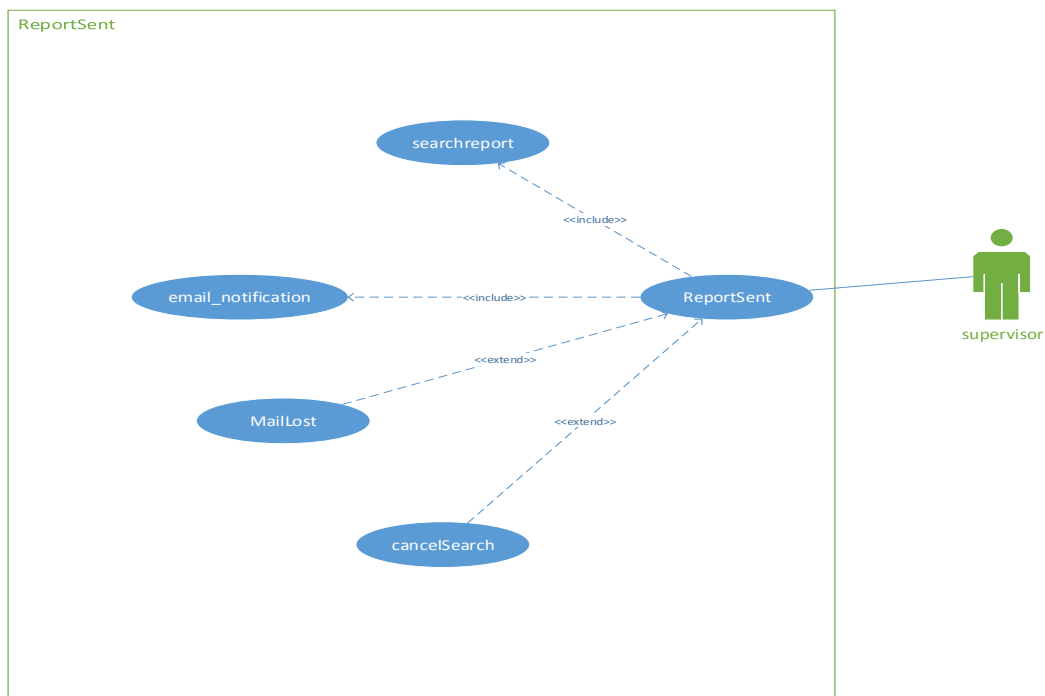 ReportSent
searchreport
<<include>>
email_notification
<<include>>
ReportSent
supervisor
<<extend>>
MailLost
<<extend>>
cancelSearch